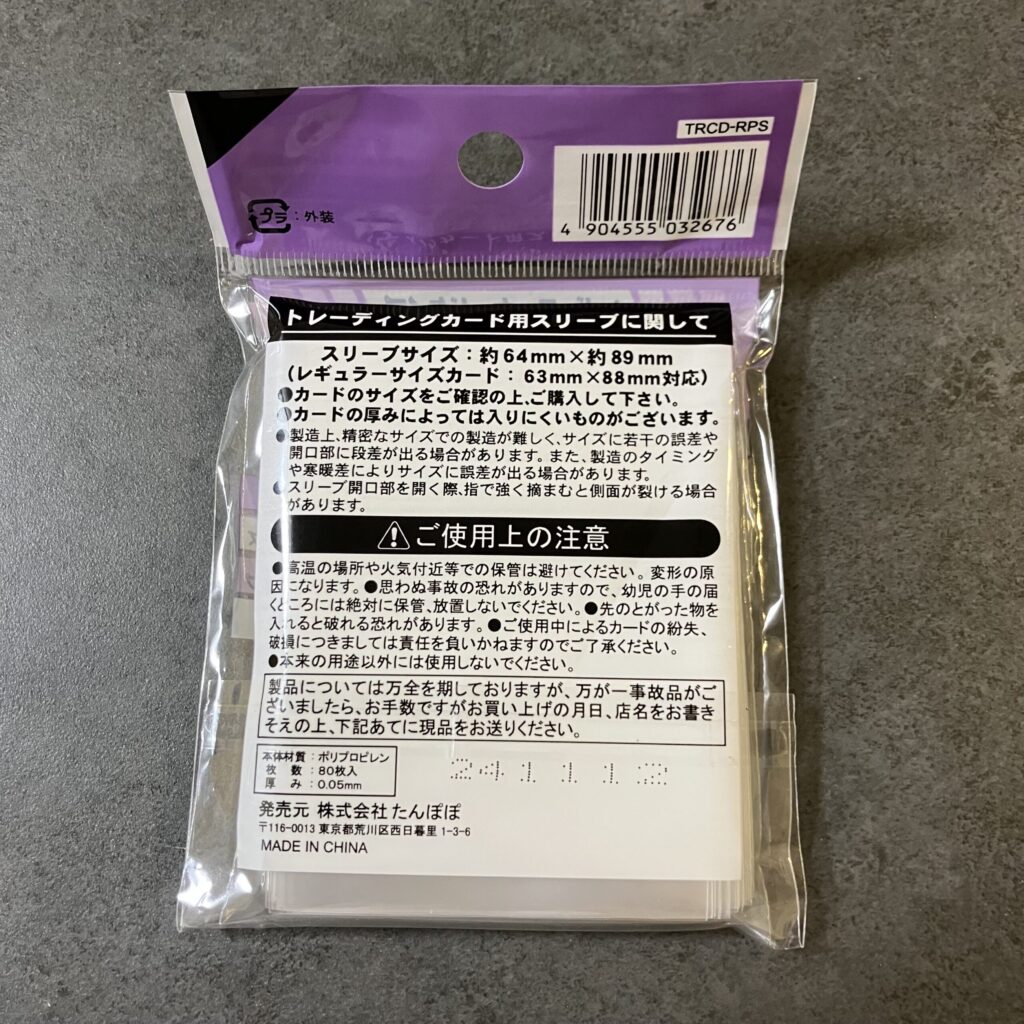 TRCD-RPS
プラ：外装
4 904555 032676
トレーディングカード用スリーブに関して
スリーブサイズ：約64mm×約89mm
（レギュラーサイズカード：63mm×88mm対応）
●カードのサイズをご確認の上、ご購入して下さい。
●カードの厚みによっては入りにくいものがございます。
●製造上、精密なサイズでの製造が難しく、サイズに若干の誤差や
開口部に段差が出る場合があります。また、製造のタイミング
や寒暖差によりサイズに誤差が出る場合があります。
●スリーブ開口部を開く際、指で強く摘まむと側面が裂ける場合
があります。
⚠ご使用上の注意
●高温の場所や火気付近等での保管は避けてください。変形の原
因になります。●思わぬ事故の恐れがありますので、幼児の手の届
くところには絶対に保管、放置しないでください。●先のとがった物を
入れると破れる恐れがあります。●ご使用中によるカードの紛失、
破損につきましては責任を負いかねますのでご了承ください。
●本来の用途以外には使用しないでください。
製品については万全を期しておりますが、万が一事故品がご
ざいましたら、お手数ですがお買い上げの月日、店名をお書き
そえの上、下記あてに現品をお送りください。
本体材質：ポリプロピレン
枚数：80枚入
厚み：0.05mm
241112
発売元 株式会社たんぽぽ
〒116-0013 東京都荒川区西日暮里 1-3-6
MADE IN CHINA